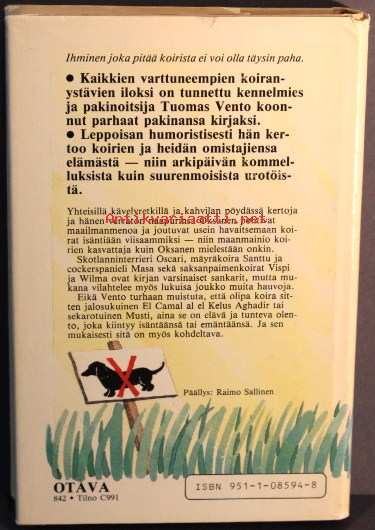 Ihminen joka pitää koirista ei voi olla täysin paha.
● Kaikkien varttuneempien koiran-
ystävien iloksi on tunnettu kennelmies
ja pakinoitsija Tuomas Vento koon-
nut parhaat pakinansa kirjaksi.
● Leppoisan humoristisesti hän ker-
too koirien ja heidän omistajiensa
elämästä — niin arkipäivän kommel-
luksista kuin suurenmoisista urotöis-
tä.
Yhteisillä kävelyretkillä ja kahvilan pöydässä kertoja
ja hänen Oksanen
maailmanmenoa ja joutuvat usein havaitsemaan koi-
rat isäntiään viisaammiksi — niin maanmainio koi-
rien kasvattaja kuin Oksanen mielestään onkin.
Skotlanninterrieri Oscari, mäyräkoira Santtu ja
cockerspanieli Masa sekä saksanpaimenkoirat Vispi
ja Wilma ovat kirjan varsinaiset sankarit, mutta mu-
kana vilahtelee myös lukuisa joukko muita hauvoja.
Eikä Vento turhaan muistuta, että olipa koira sit-
ten jalosukuinen El Camal al el Kelus Aghadir tai
sekarotuinen Musti, aina se on elävä ja tunteva olen-
to, joka kiintyy isäntäänsä tai emäntäänsä. Ja sen
mukaisesti sitä on myös kohdeltava.
antikvariaatti.net
Päällys: Raimo Sallinen
OTAVA
842 • Tilno C991
ISBN 951-1-08594-8